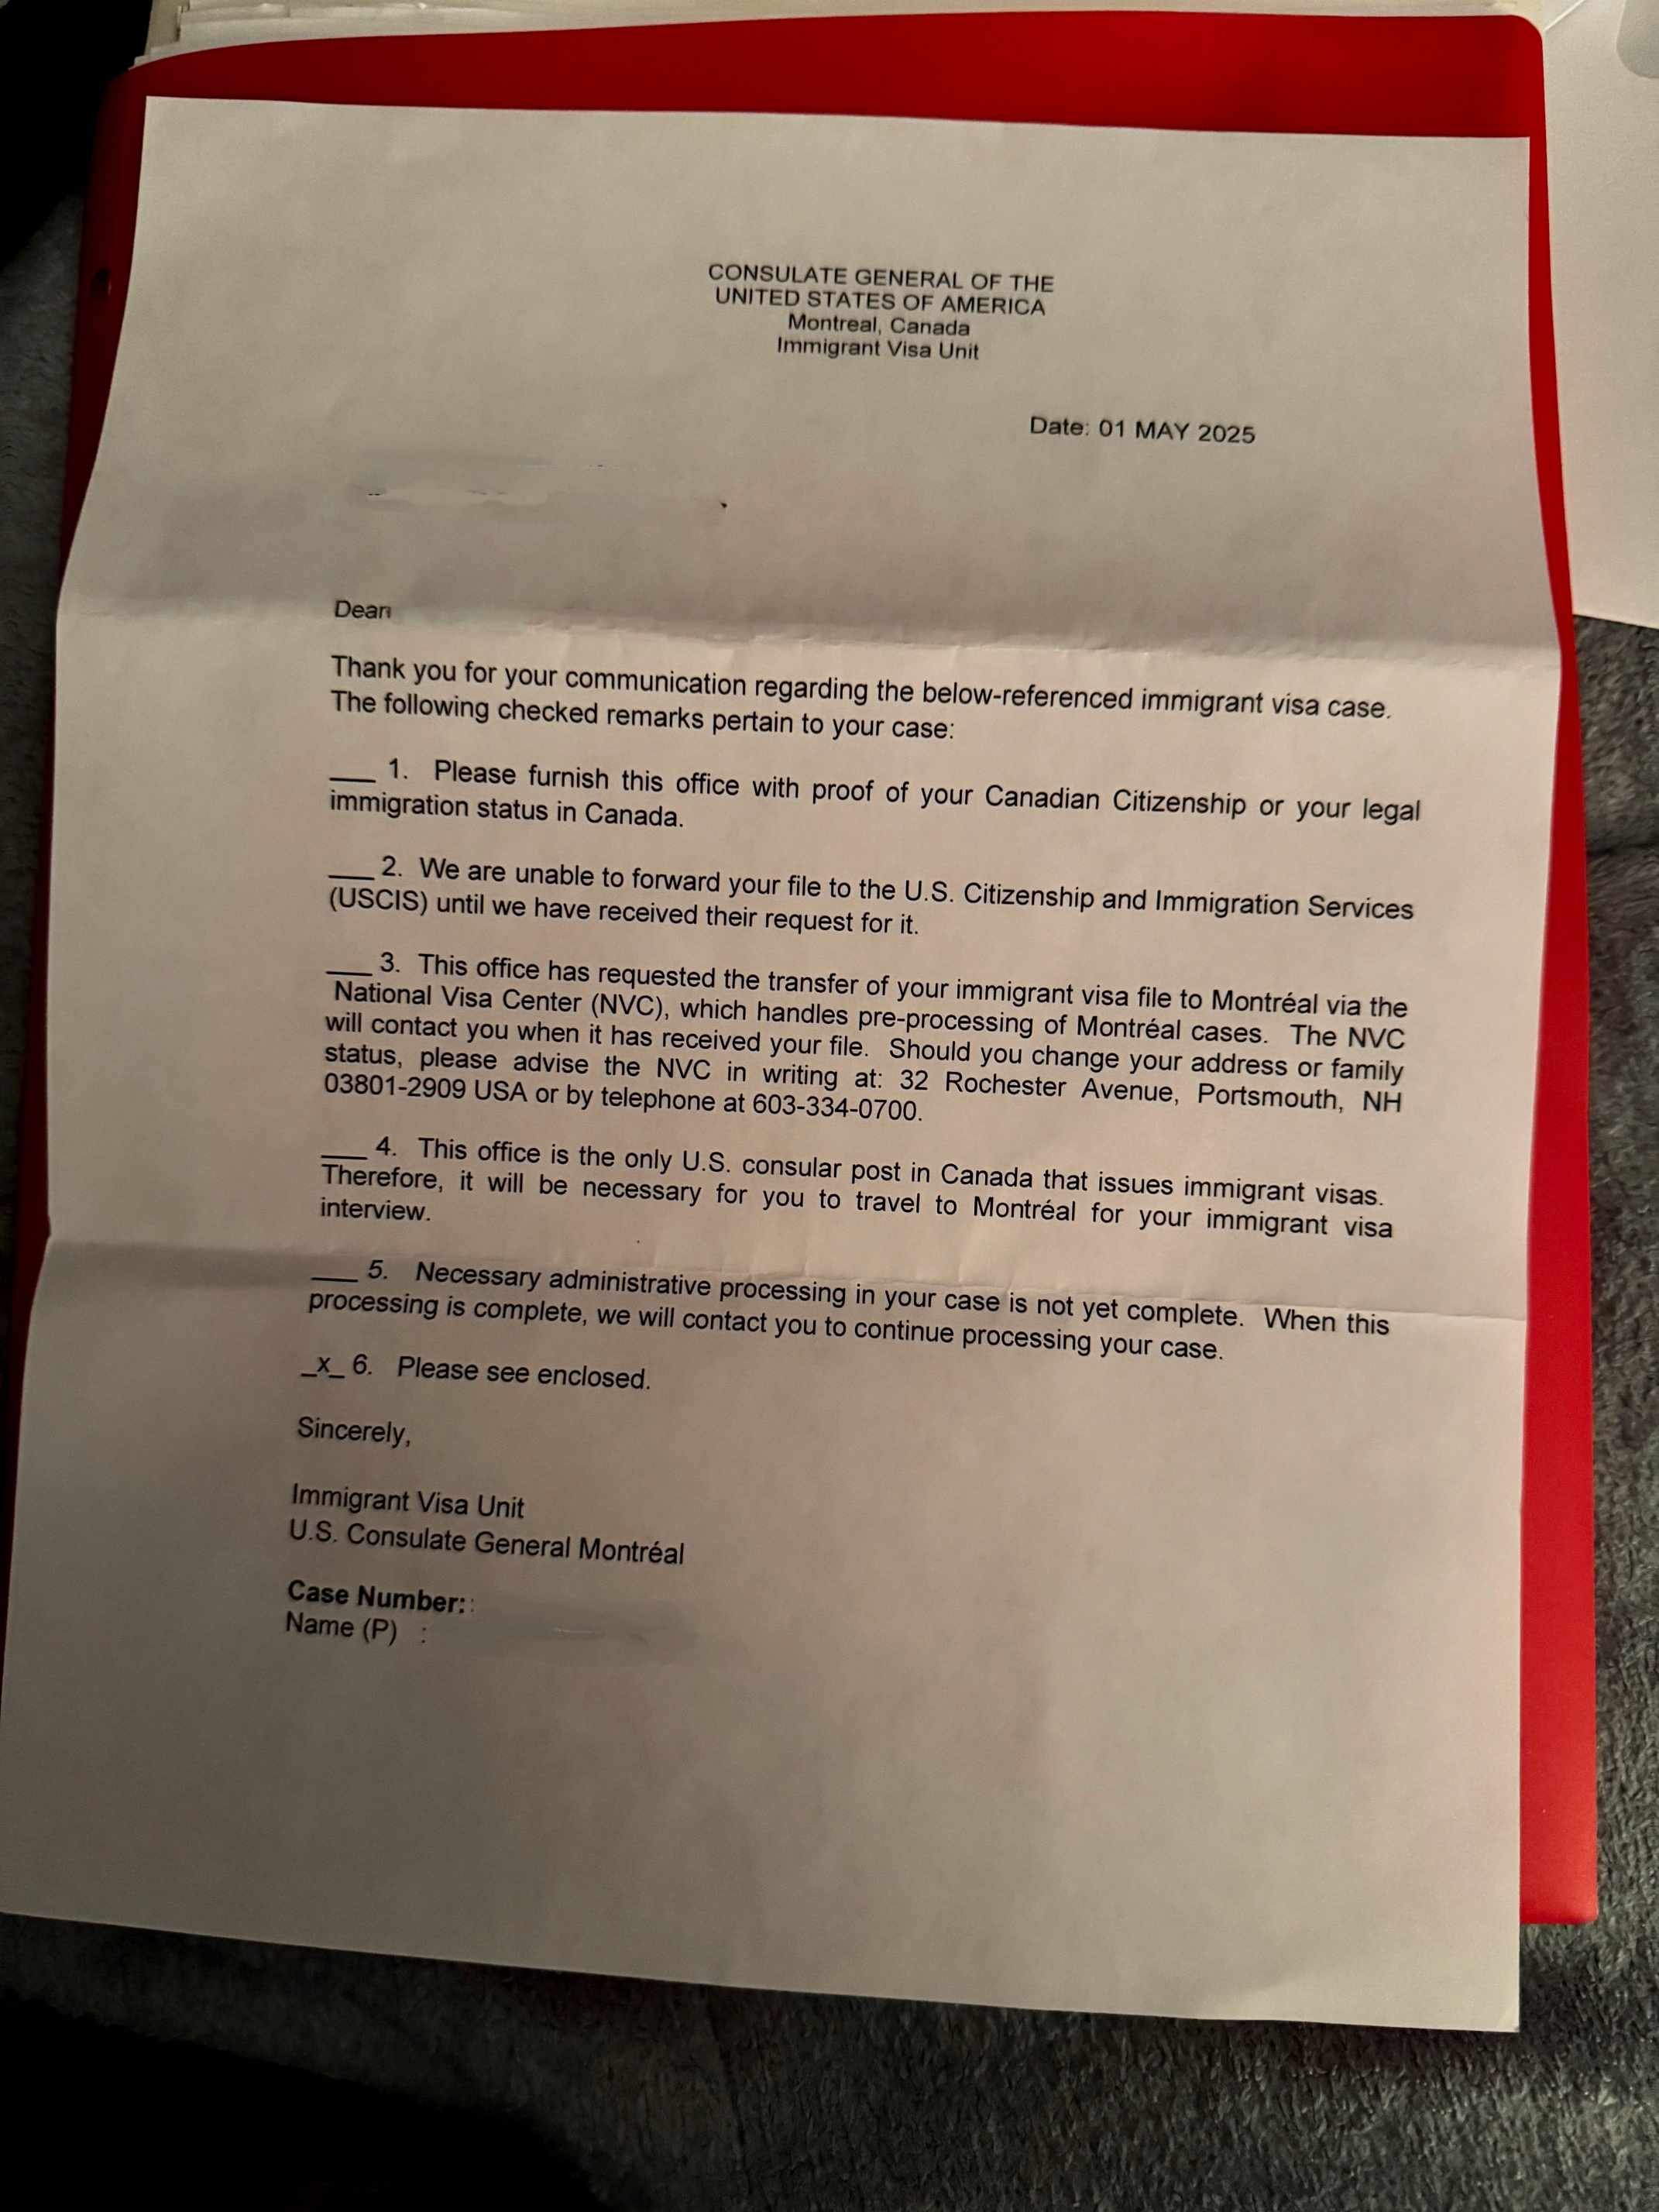 CONSULATE GENERAL OF THE
UNITED STATES OF AMERICA
Montreal, Canada
Immigrant Visa Unit
Date: 01 MAY 2025
Dear
Thank you for your communication regarding the below-referenced immigrant visa case.
The following checked remarks pertain to your case:
___ 1. Please furnish this office with proof of your Canadian Citizenship or your legal
immigration status in Canada.
___ 2. We are unable to forward your file to the U.S. Citizenship and Immigration Services
(USCIS) until we have received their request for it.
___ 3. This office has requested the transfer of your immigrant visa file to Montréal via the
National Visa Center (NVC), which handles pre-processing of Montréal cases. The NVC
will contact you when it has received your file. Should you change your address or family
status, please advise the NVC in writing at: 32 Rochester Avenue, Portsmouth, NH
03801-2909 USA or by telephone at 603-334-0700.
___ 4. This office is the only U.S. consular post in Canada that issues immigrant visas.
Therefore, it will be necessary for you to travel to Montréal for your immigrant visa
interview.
___ 5. Necessary administrative processing in your case is not yet complete. When this
processing is complete, we will contact you to continue processing your case.
_x_ 6. Please see enclosed.
Sincerely,
Immigrant Visa Unit
U.S. Consulate General Montréal
Case Number:
Name (P) :